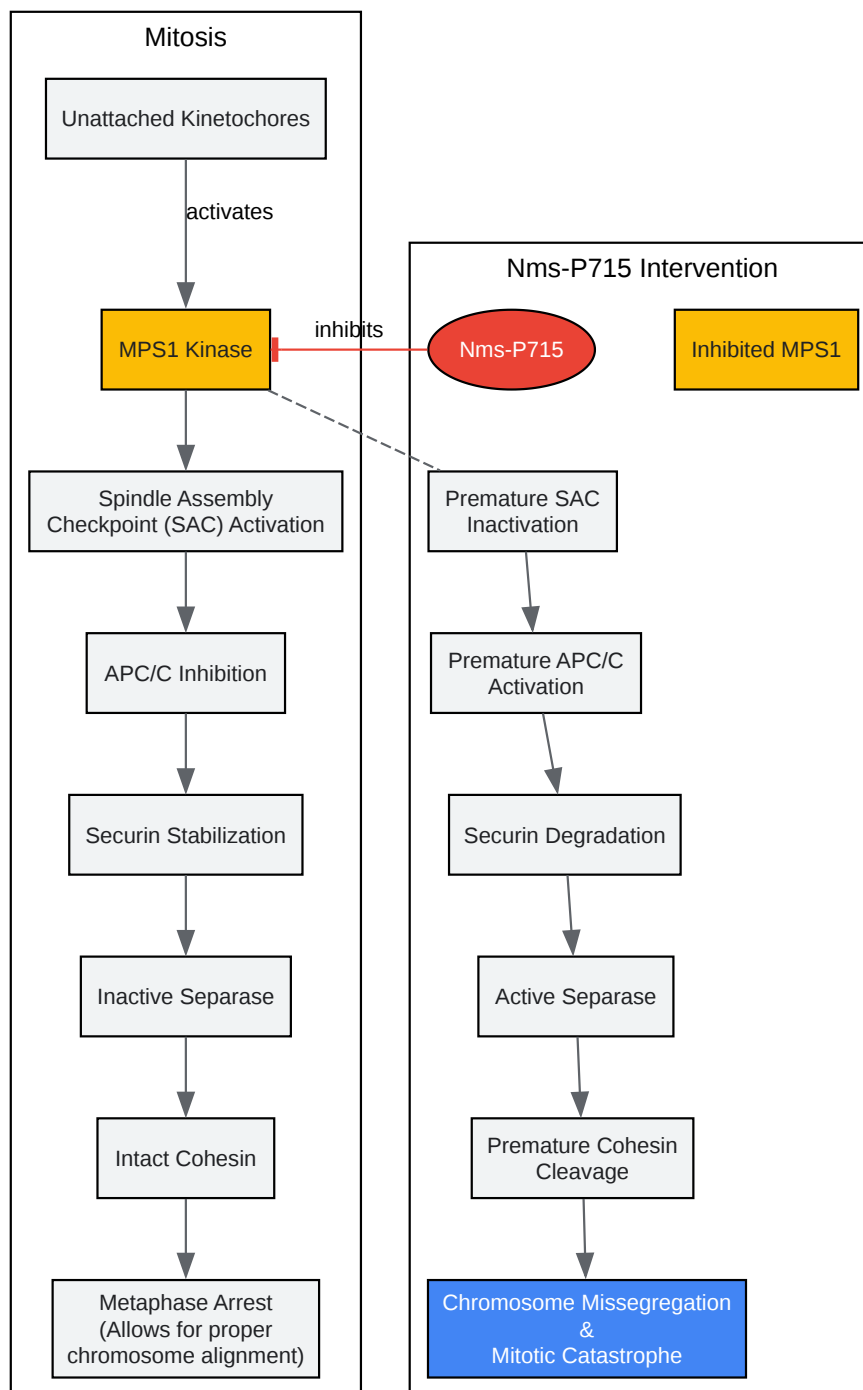 Mitosis
Unattached Kinetochores
activates
MPS1 Kinase
Spindle Assembly
Checkpoint (SAC) Activation
APC/C Inhibition
Securin Stabilization
Inactive Separase
Intact Cohesin
Metaphase Arrest
(Allows for proper
chromosome alignment)
Nms-P715 Intervention
inhibits
Nms-P715
Inhibited MPS1
Premature SAC
Inactivation
Premature APC/C
Activation
Securin Degradation
Active Separase
Premature Cohesin
Cleavage
Chromosome Missegregation
&
Mitotic Catastrophe